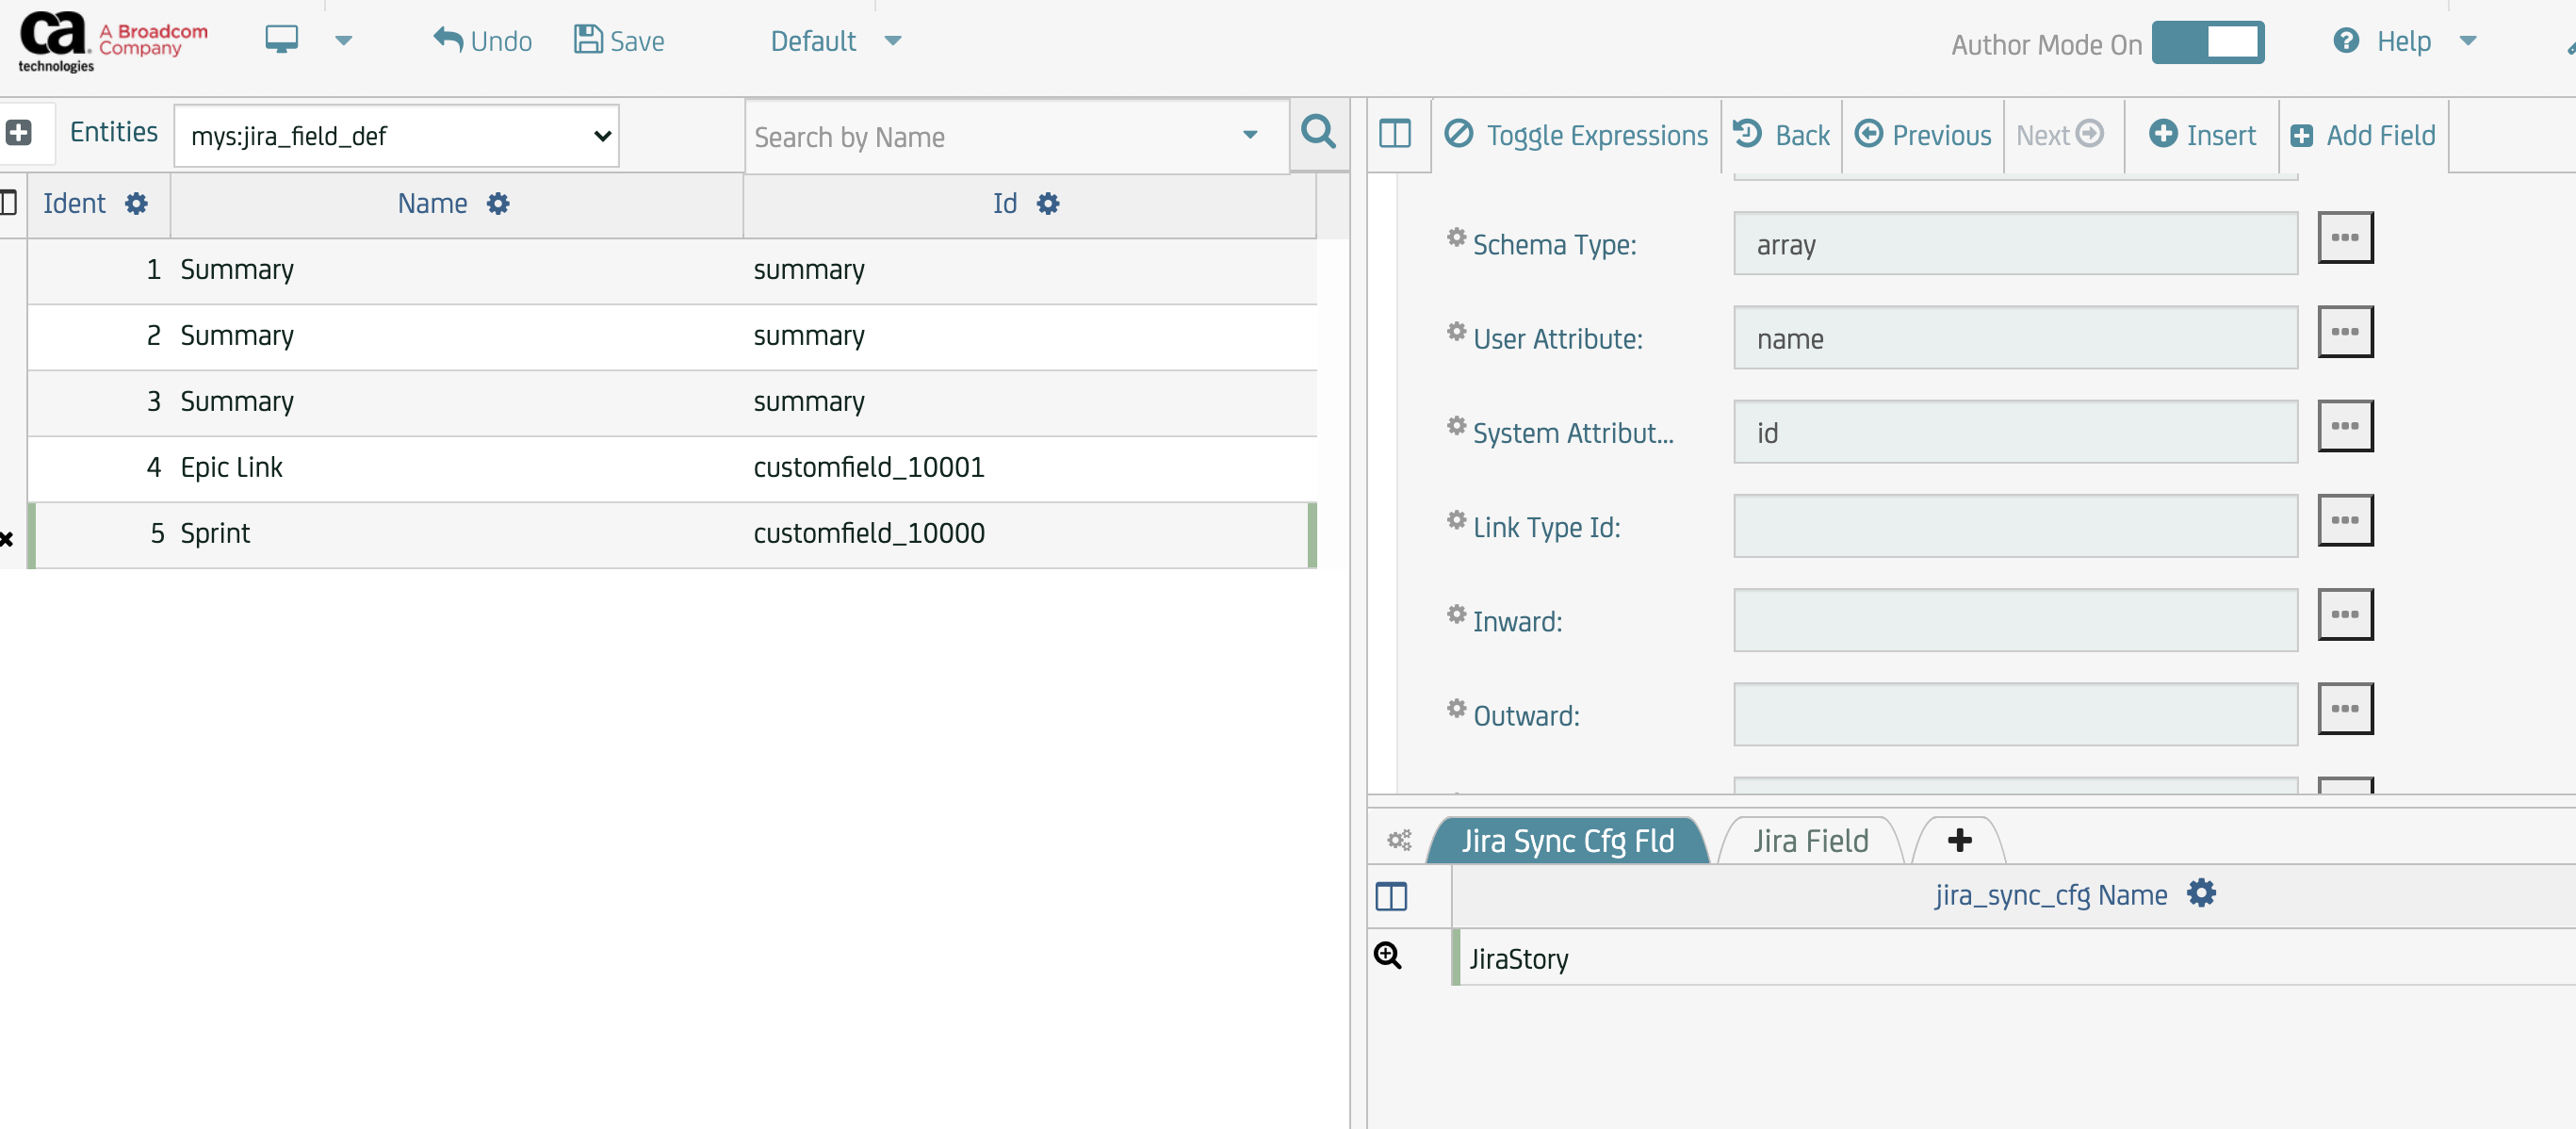 ca
technologies
A Broadcom
Company
Undo
Save
Default
Author Mode On
Help
Entities
mys:jira_field_def
Search by Name
Toggle Expressions
Back
Previous
Next
Insert
Add Field
Ident
Name
Id
1 Summary summary
2 Summary summary
3 Summary summary
4 Epic Link customfield_10001
5 Sprint customfield_10000
Schema Type: array
User Attribute: name
System Attribut... id
Link Type Id:
Inward:
Outward:
Jira Sync Cfg Fld
Jira Field
jira_sync_cfg Name
JiraStory